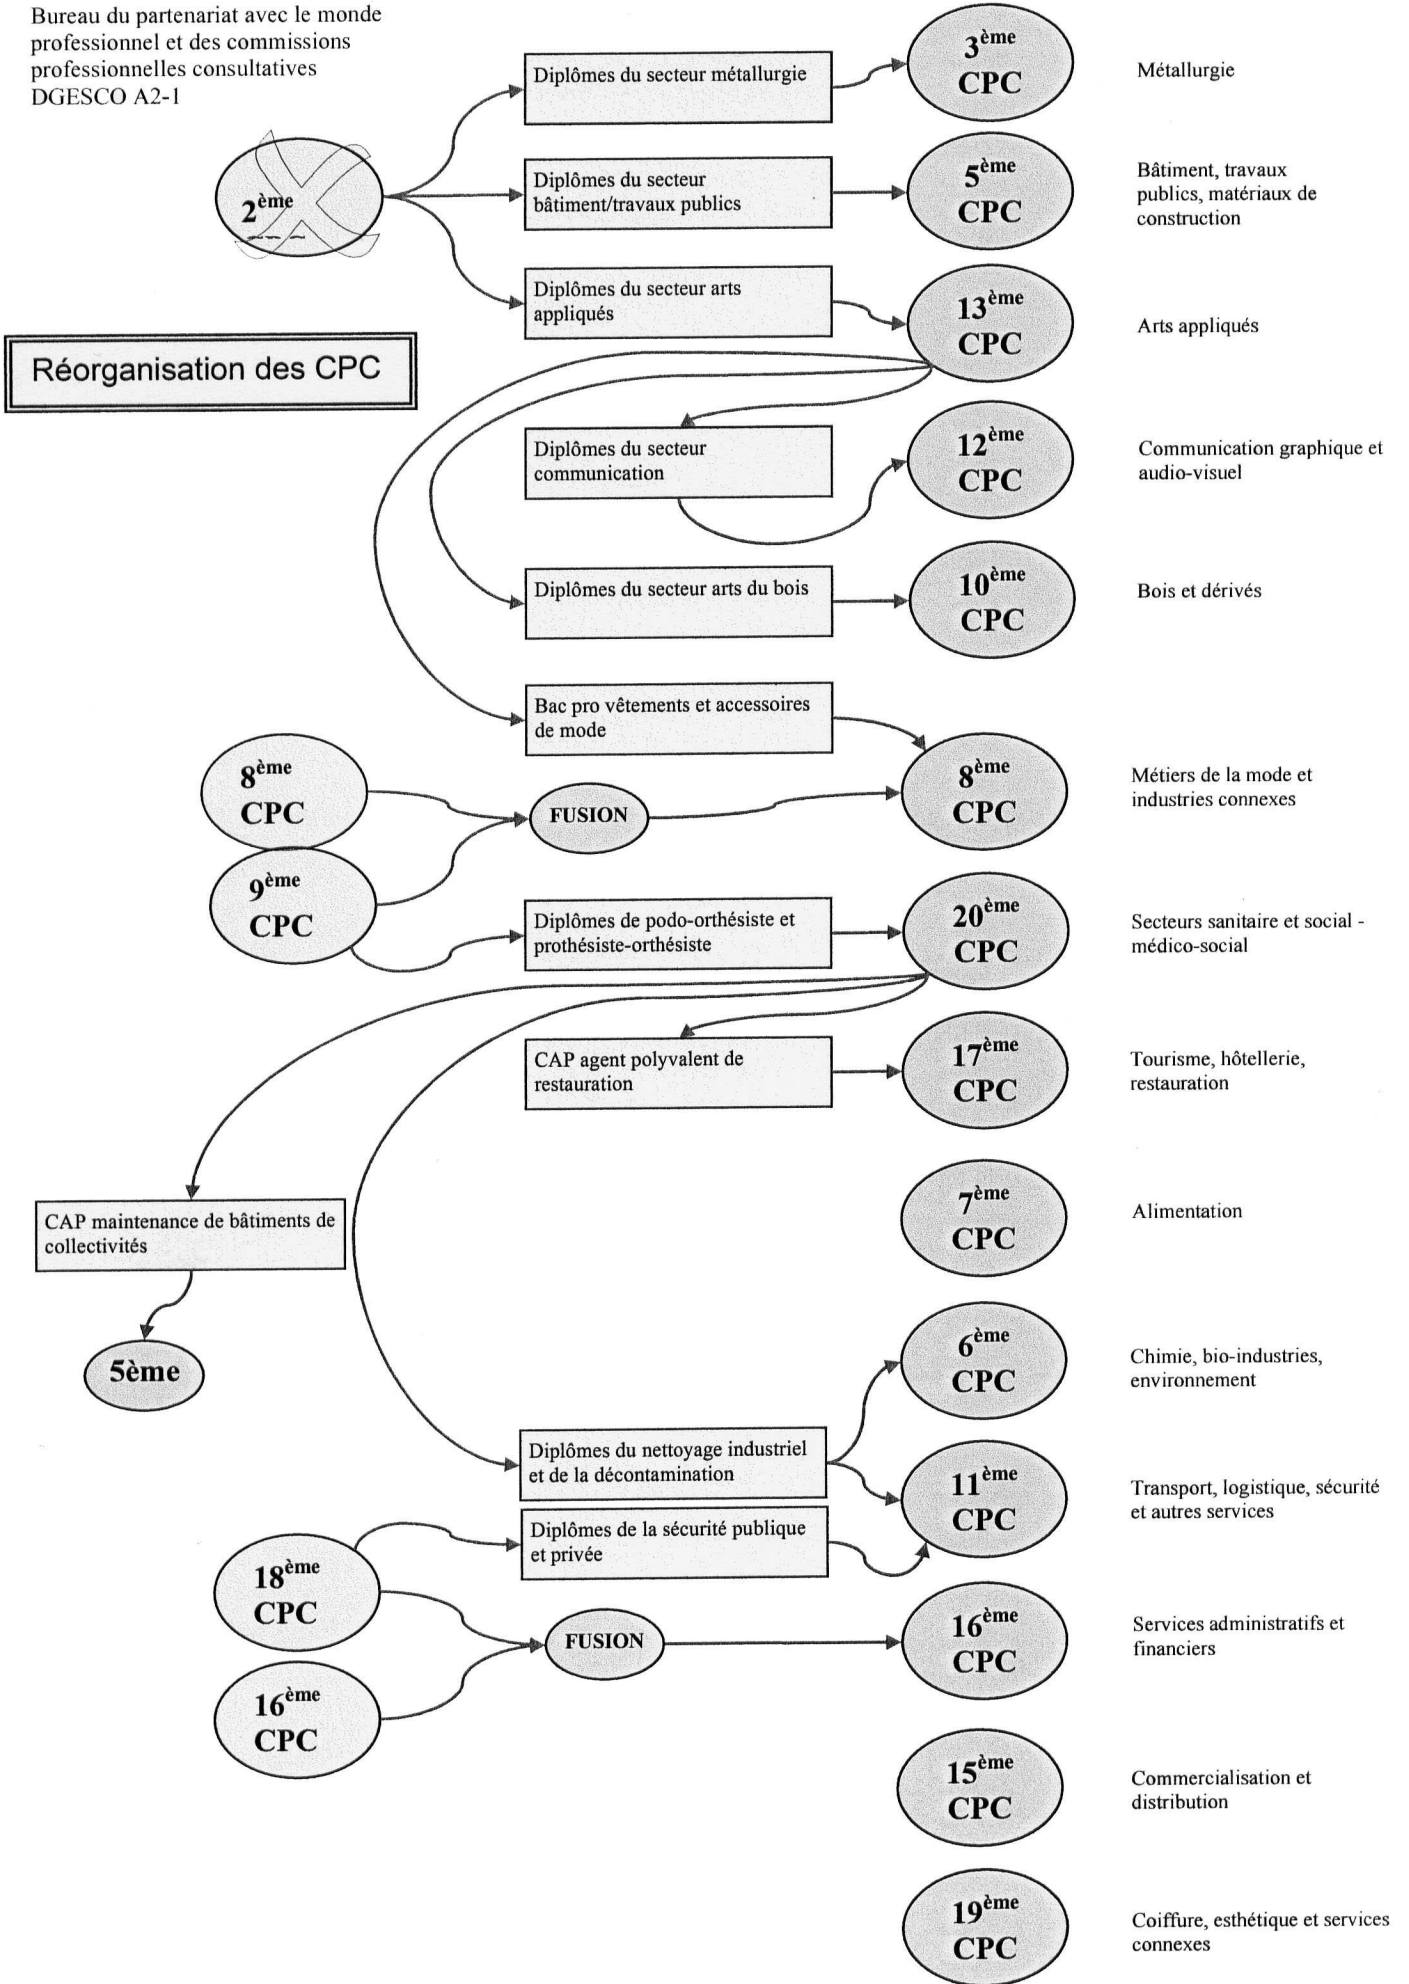 Bureau du partenariat avec le monde
professionnel et des commissions
professionnelles consultatives
DGESCO A2-1
Diplômes du secteur métallurgie
3ème
CPC
Métallurgie
2ème
Diplômes du secteur
bâtiment/travaux publics
5ème
CPC
Bâtiment, travaux
publics, matériaux de
construction
Diplômes du secteur arts
appliqués
13ème
CPC
Arts appliqués
Réorganisation des CPC
Diplômes du secteur
communication
12ème
CPC
Communication graphique et
audio-visuel
Diplômes du secteur arts du bois
10ème
CPC
Bois et dérivés
Bac pro vêtements et accessoires
de mode
8ème
CPC
FUSION
8ème
CPC
Métiers de la mode et
industries connexes
9ème
CPC
Diplômes de podo-orthésiste et
prothésiste-orthésiste
20ème
CPC
Secteurs sanitaire et social -
médico-social
CAP agent polyvalent de
restauration
17ème
CPC
Tourisme, hôtellerie,
restauration
CAP maintenance de bâtiments de
collectivités
7ème
CPC
Alimentation
5ème
6ème
CPC
Chimie, bio-industries,
environnement
Diplômes du nettoyage industriel
et de la décontamination
11ème
CPC
Transport, logistique, sécurité
et autres services
Diplômes de la sécurité publique
et privée
18ème
CPC
FUSION
16ème
CPC
Services administratifs et
financiers
16ème
CPC
15ème
CPC
Commercialisation et
distribution
19ème
CPC
Coiffure, esthétique et services
connexes